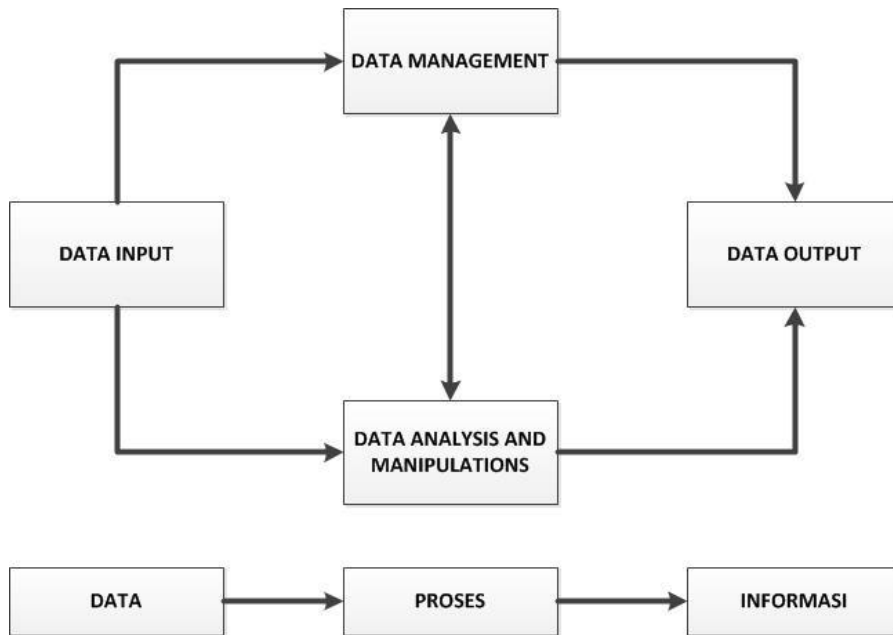 DATA MANAGEMENT
DATA INPUT
DATA OUTPUT
DATA ANALYSIS AND
MANIPULATIONS
DATA
PROSES
INFORMASI